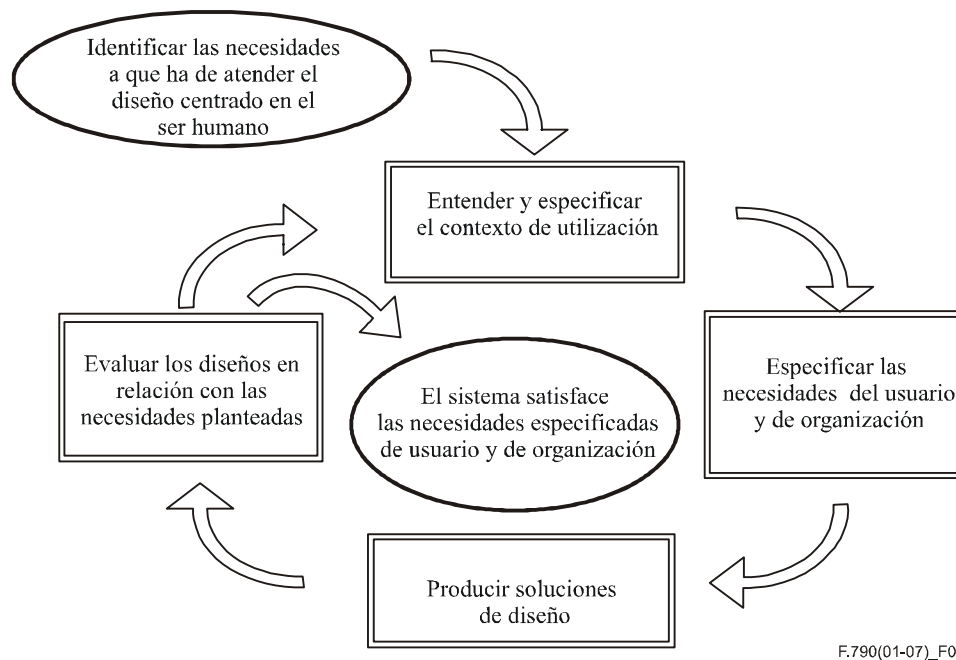 Identificar las necesidades
a que ha de atender el
diseño centrado en el
ser humano
Entender y especificar
el contexto de utilización
Evaluar los diseños en
relación con las
necesidades planteadas
El sistema satisface
las necesidades especificadas
de usuario y de organización
Especificar las
necesidades del usuario
y de organización
Producir soluciones
de diseño
F.790(01-07)_F0